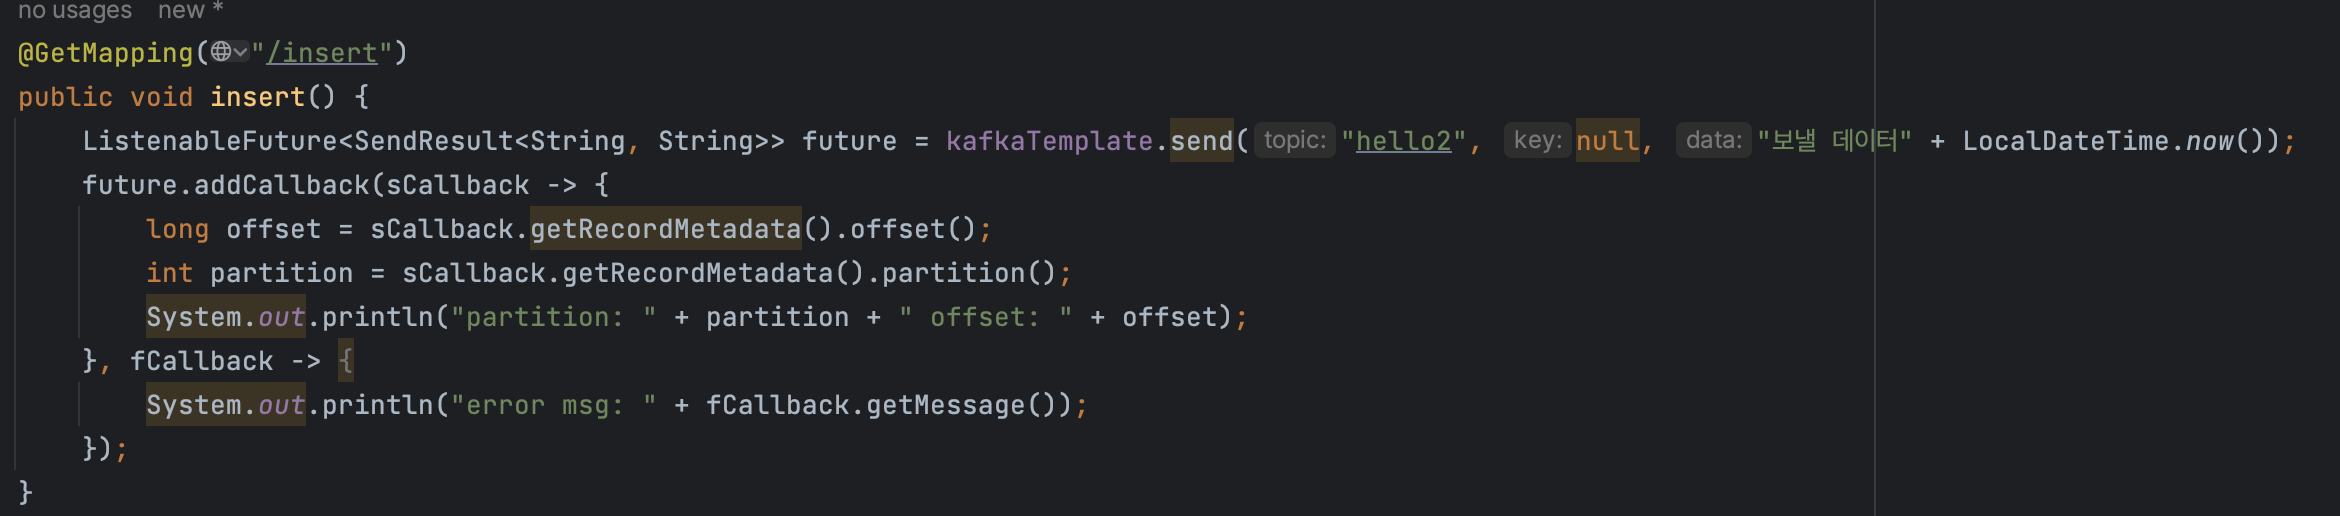 no usages   new *
@GetMapping("/insert")
public void insert() {
    ListenableFuture<SendResult<String, String>> future = kafkaTemplate.send( topic: "hello2",  key: null,  data: "보낼 데이터" + LocalDateTime.now());
    future.addCallback(sCallback -> {
        long offset = sCallback.getRecordMetadata().offset();
        int partition = sCallback.getRecordMetadata().partition();
        System.out.println("partition: " + partition + " offset: " + offset);
    }, fCallback -> {
        System.out.println("error msg: " + fCallback.getMessage());
    });
}